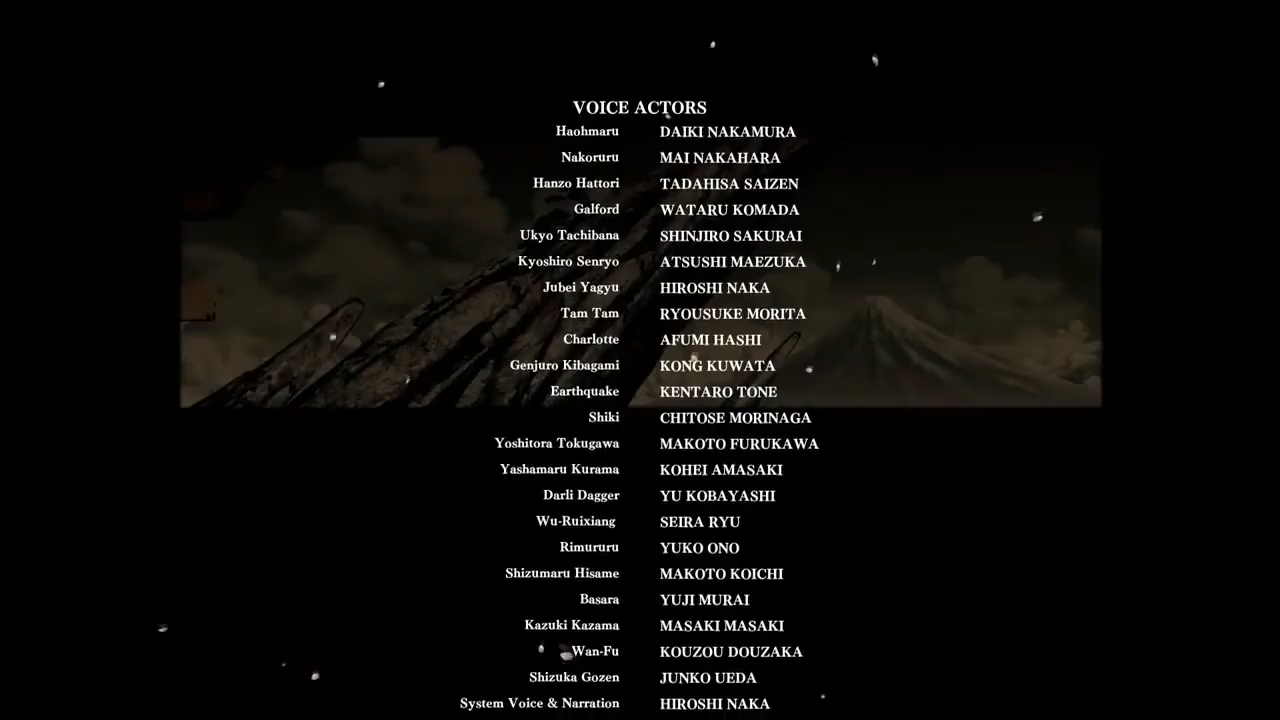 VOICE ACTORS
Haohmaru DAIKI NAKAMURA
Nakoruru MAI NAKAHARA
Hanzo Hattori TADAHISA SAIZEN
Galford WATARU KOMADA
Ukyo Tachibana SHINJIRO SAKURAI
Kyoshiro Senryo ATSUSHI MAEZUKA
Jubei Yagyu HIROSHI NAKA
Tam Tam RYOUSUKE MORITA
Charlotte AFUMI HASHI
Genjuro Kibagami KONG KUWATA
Earthquake KENTARO TONE
Shiki CHITOSE MORINAGA
Yoshitora Tokugawa MAKOTO FURUKAWA
Yashamaru Kurama KOHEI AMASAKI
Darli Dagger YU KOBAYASHI
Wu-Ruixiang SEIRA RYU
Rimururu YUKO ONO
Shizumaru Hisame MAKOTO KOICHI
Basara YUJI MURAI
Kazuki Kazama MASAKI MASAKI
Wan-Fu KOUZOU DOUZAKA
Shizuka Gozen JUNKO UEDA
System Voice & Narration HIROSHI NAKA